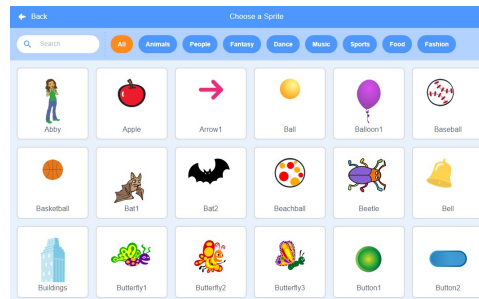 Back Choose a Sprite
Search All Animals People Fantasy Dance Music Sports Food Fashion
Abby Apple Arrow1 Ball Balloon1 Baseball
Basketball Bat1 Bat2 Beachball Beetle Bell
Buildings Butterfly1 Butterfly2 Butterfly3 Button1 Button2